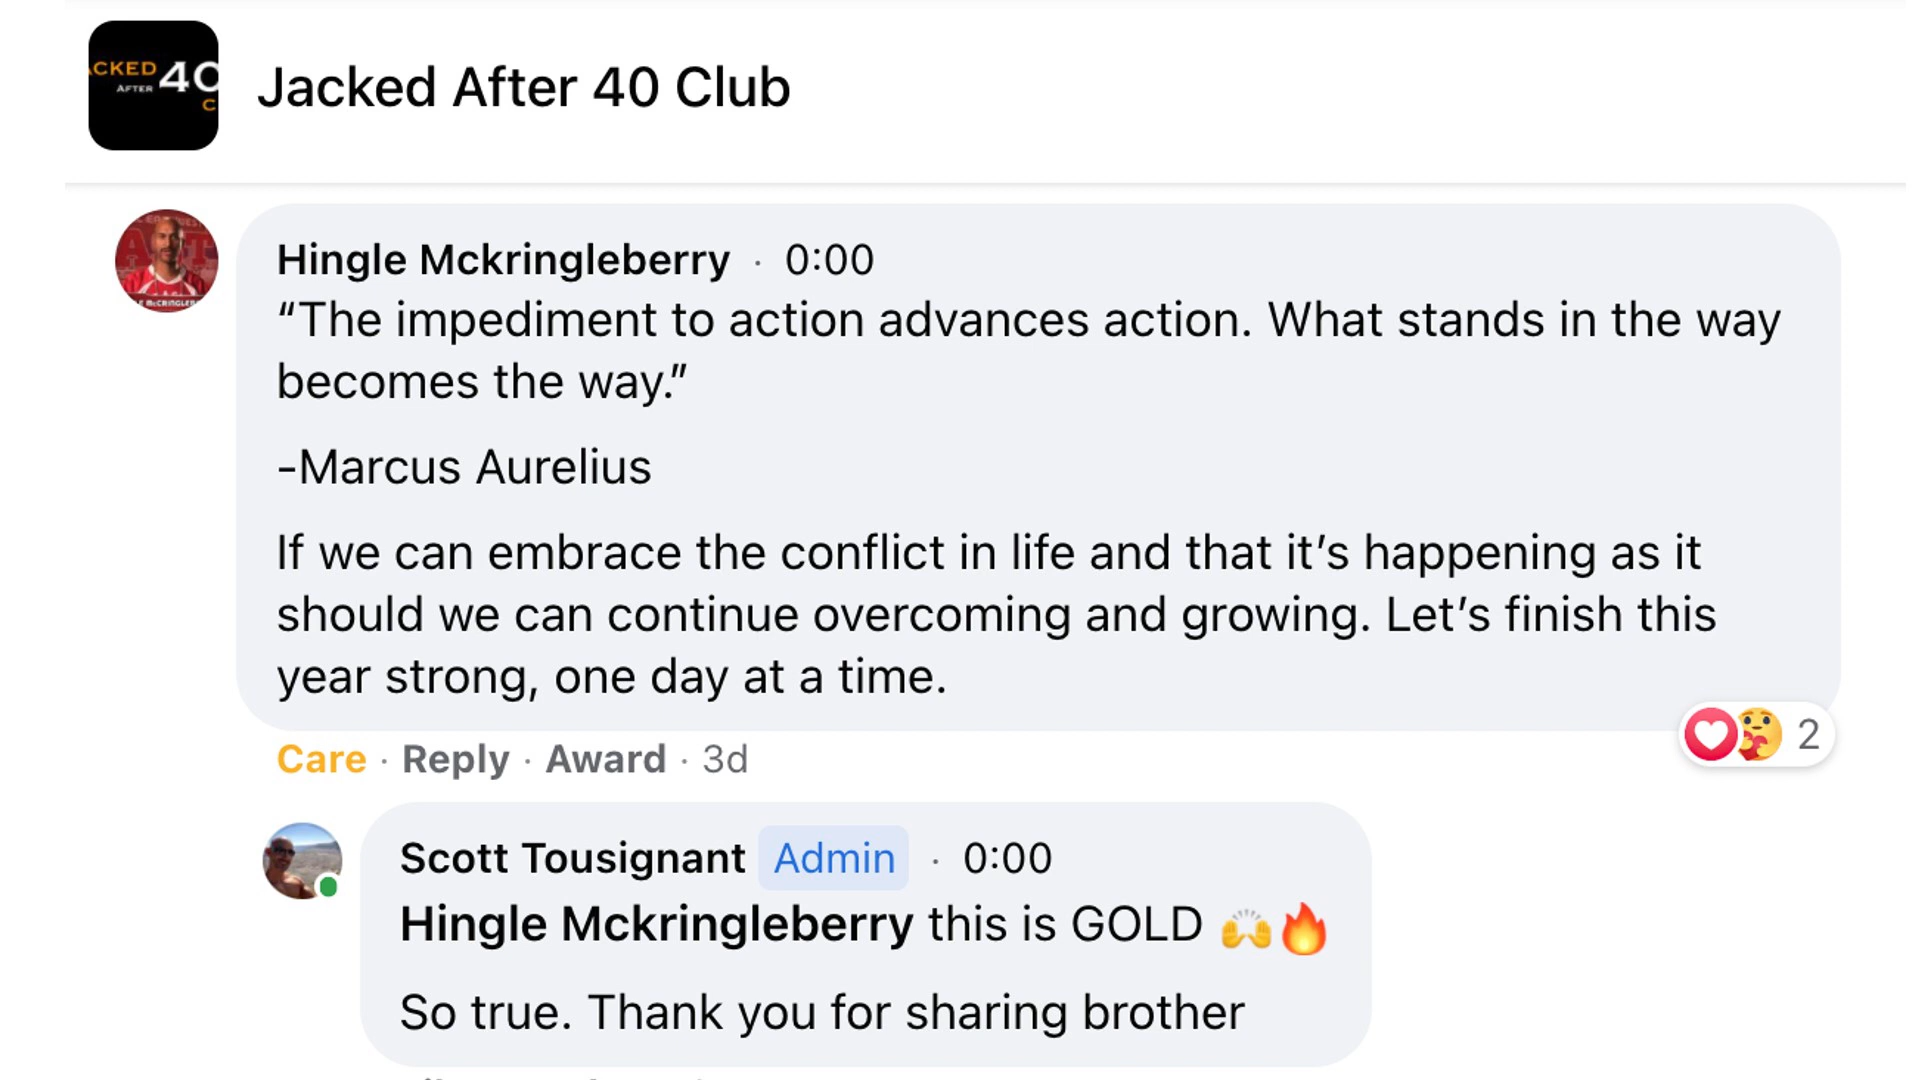 ACKED
AFTER 40
C
Jacked After 40 Club
Hingle Mckringleberry · 0:00
“The impediment to action advances action. What stands in the way
becomes the way.”
-Marcus Aurelius
If we can embrace the conflict in life and that it’s happening as it
should we can continue overcoming and growing. Let’s finish this
year strong, one day at a time.
2
Care · Reply · Award · 3d
Scott Tousignant Admin · 0:00
Hingle Mckringleberry this is GOLD 🙌🔥
So true. Thank you for sharing brother